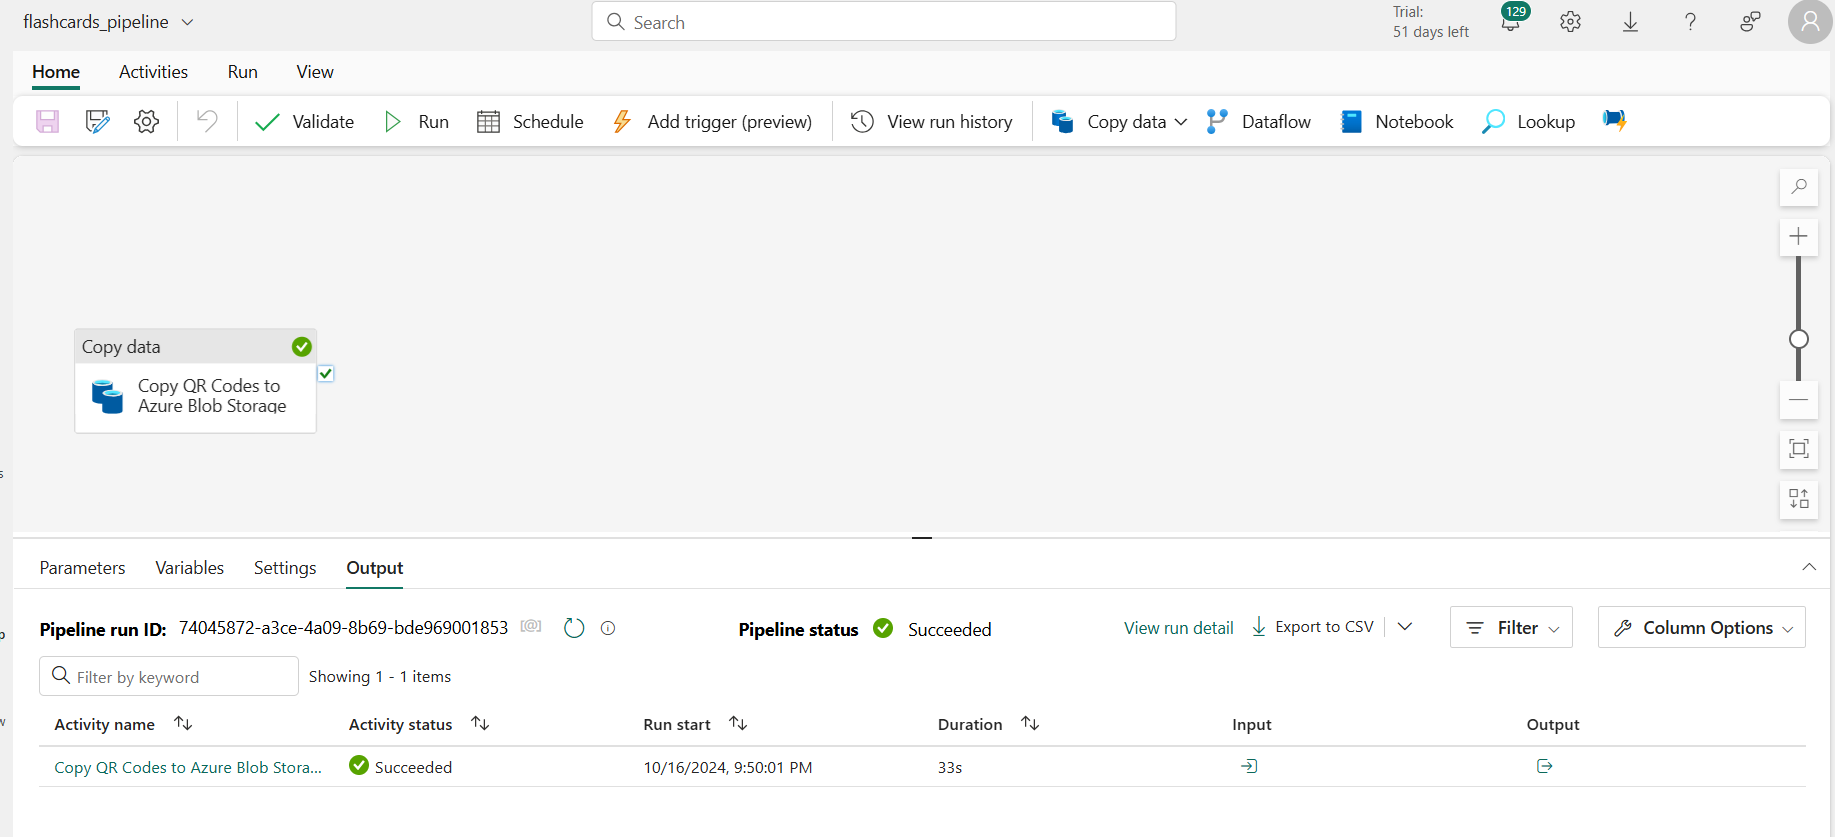 flashcards_pipeline
Search
Trial:
51 days left
129
Home
Activities
Run
View
Validate
Run
Schedule
Add trigger (preview)
View run history
Copy data
Dataflow
Notebook
Lookup
Copy data
Copy QR Codes to
Azure Blob Storage
Parameters
Variables
Settings
Output
Pipeline run ID: 74045872-a3ce-4a09-8b69-bde969001853
Pipeline status
Succeeded
View run detail
Export to CSV
Filter
Column Options
Filter by keyword
Showing 1 - 1 items
Activity name
Activity status
Run start
Duration
Input
Output
Copy QR Codes to Azure Blob Stora...
Succeeded
10/16/2024, 9:50:01 PM
33s